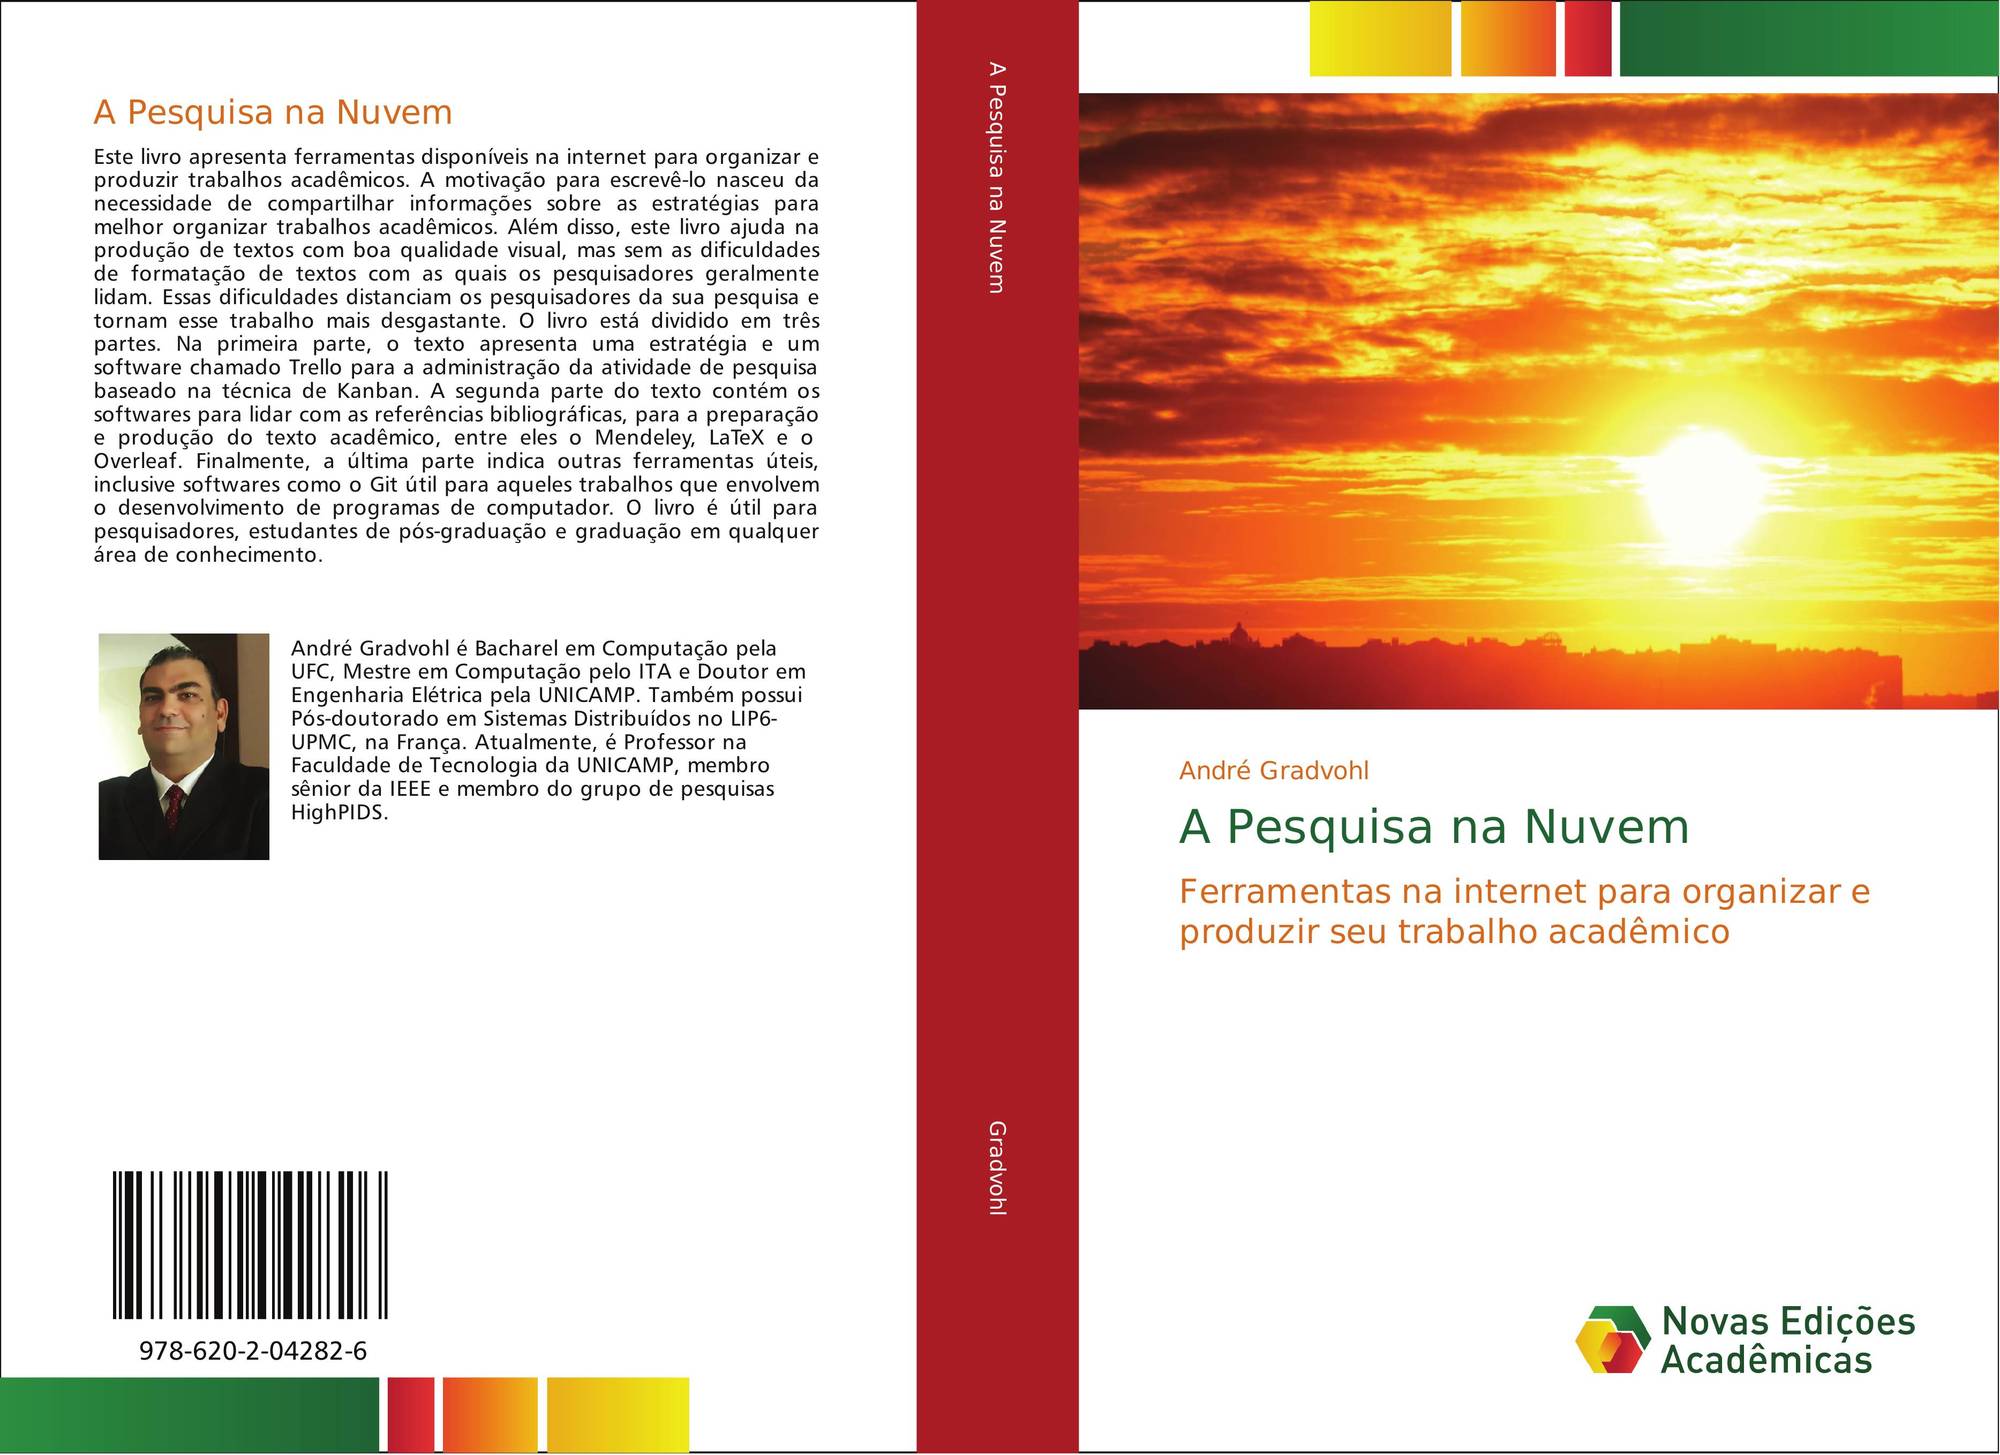 A Pesquisa na Nuvem
Este livro apresenta ferramentas disponíveis na internet para organizar e
produzir trabalhos acadêmicos. A motivação para escrevê-lo nasceu da
necessidade de compartilhar informações sobre as estratégias para
melhor organizar trabalhos acadêmicos. Além disso, este livro ajuda na
produção de textos com boa qualidade visual, mas sem as dificuldades
de formatação de textos com as quais os pesquisadores geralmente
lidam. Essas dificuldades distanciam os pesquisadores da sua pesquisa e
tornam esse trabalho mais desgastante. O livro está dividido em três
partes. Na primeira parte, o texto apresenta uma estratégia e um
software chamado Trello para a administração da atividade de pesquisa
baseado na técnica de Kanban. A segunda parte do texto contém os
softwares para lidar com as referências bibliográficas, para a preparação
e produção do texto acadêmico, entre eles o Mendeley, LaTeX e o
Overleaf. Finalmente, a última parte indica outras ferramentas úteis,
inclusive softwares como o Git útil para aqueles trabalhos que envolvem
o desenvolvimento de programas de computador. O livro é útil para
pesquisadores, estudantes de pós-graduação e graduação em qualquer
área de conhecimento.
André Gradvohl é Bacharel em Computação pela
UFC, Mestre em Computação pelo ITA e Doutor em
Engenharia Elétrica pela UNICAMP. Também possui
Pós-doutorado em Sistemas Distribuídos no LIP6-
UPMC, na França. Atualmente, é Professor na
Faculdade de Tecnologia da UNICAMP, membro
sênior da IEEE e membro do grupo de pesquisas
HighPIDS.
978-620-2-04282-6
A Pesquisa na Nuvem
Gradvohl
André Gradvohl
A Pesquisa na Nuvem
Ferramentas na internet para organizar e
produzir seu trabalho acadêmico
Novas Edições
Acadêmicas